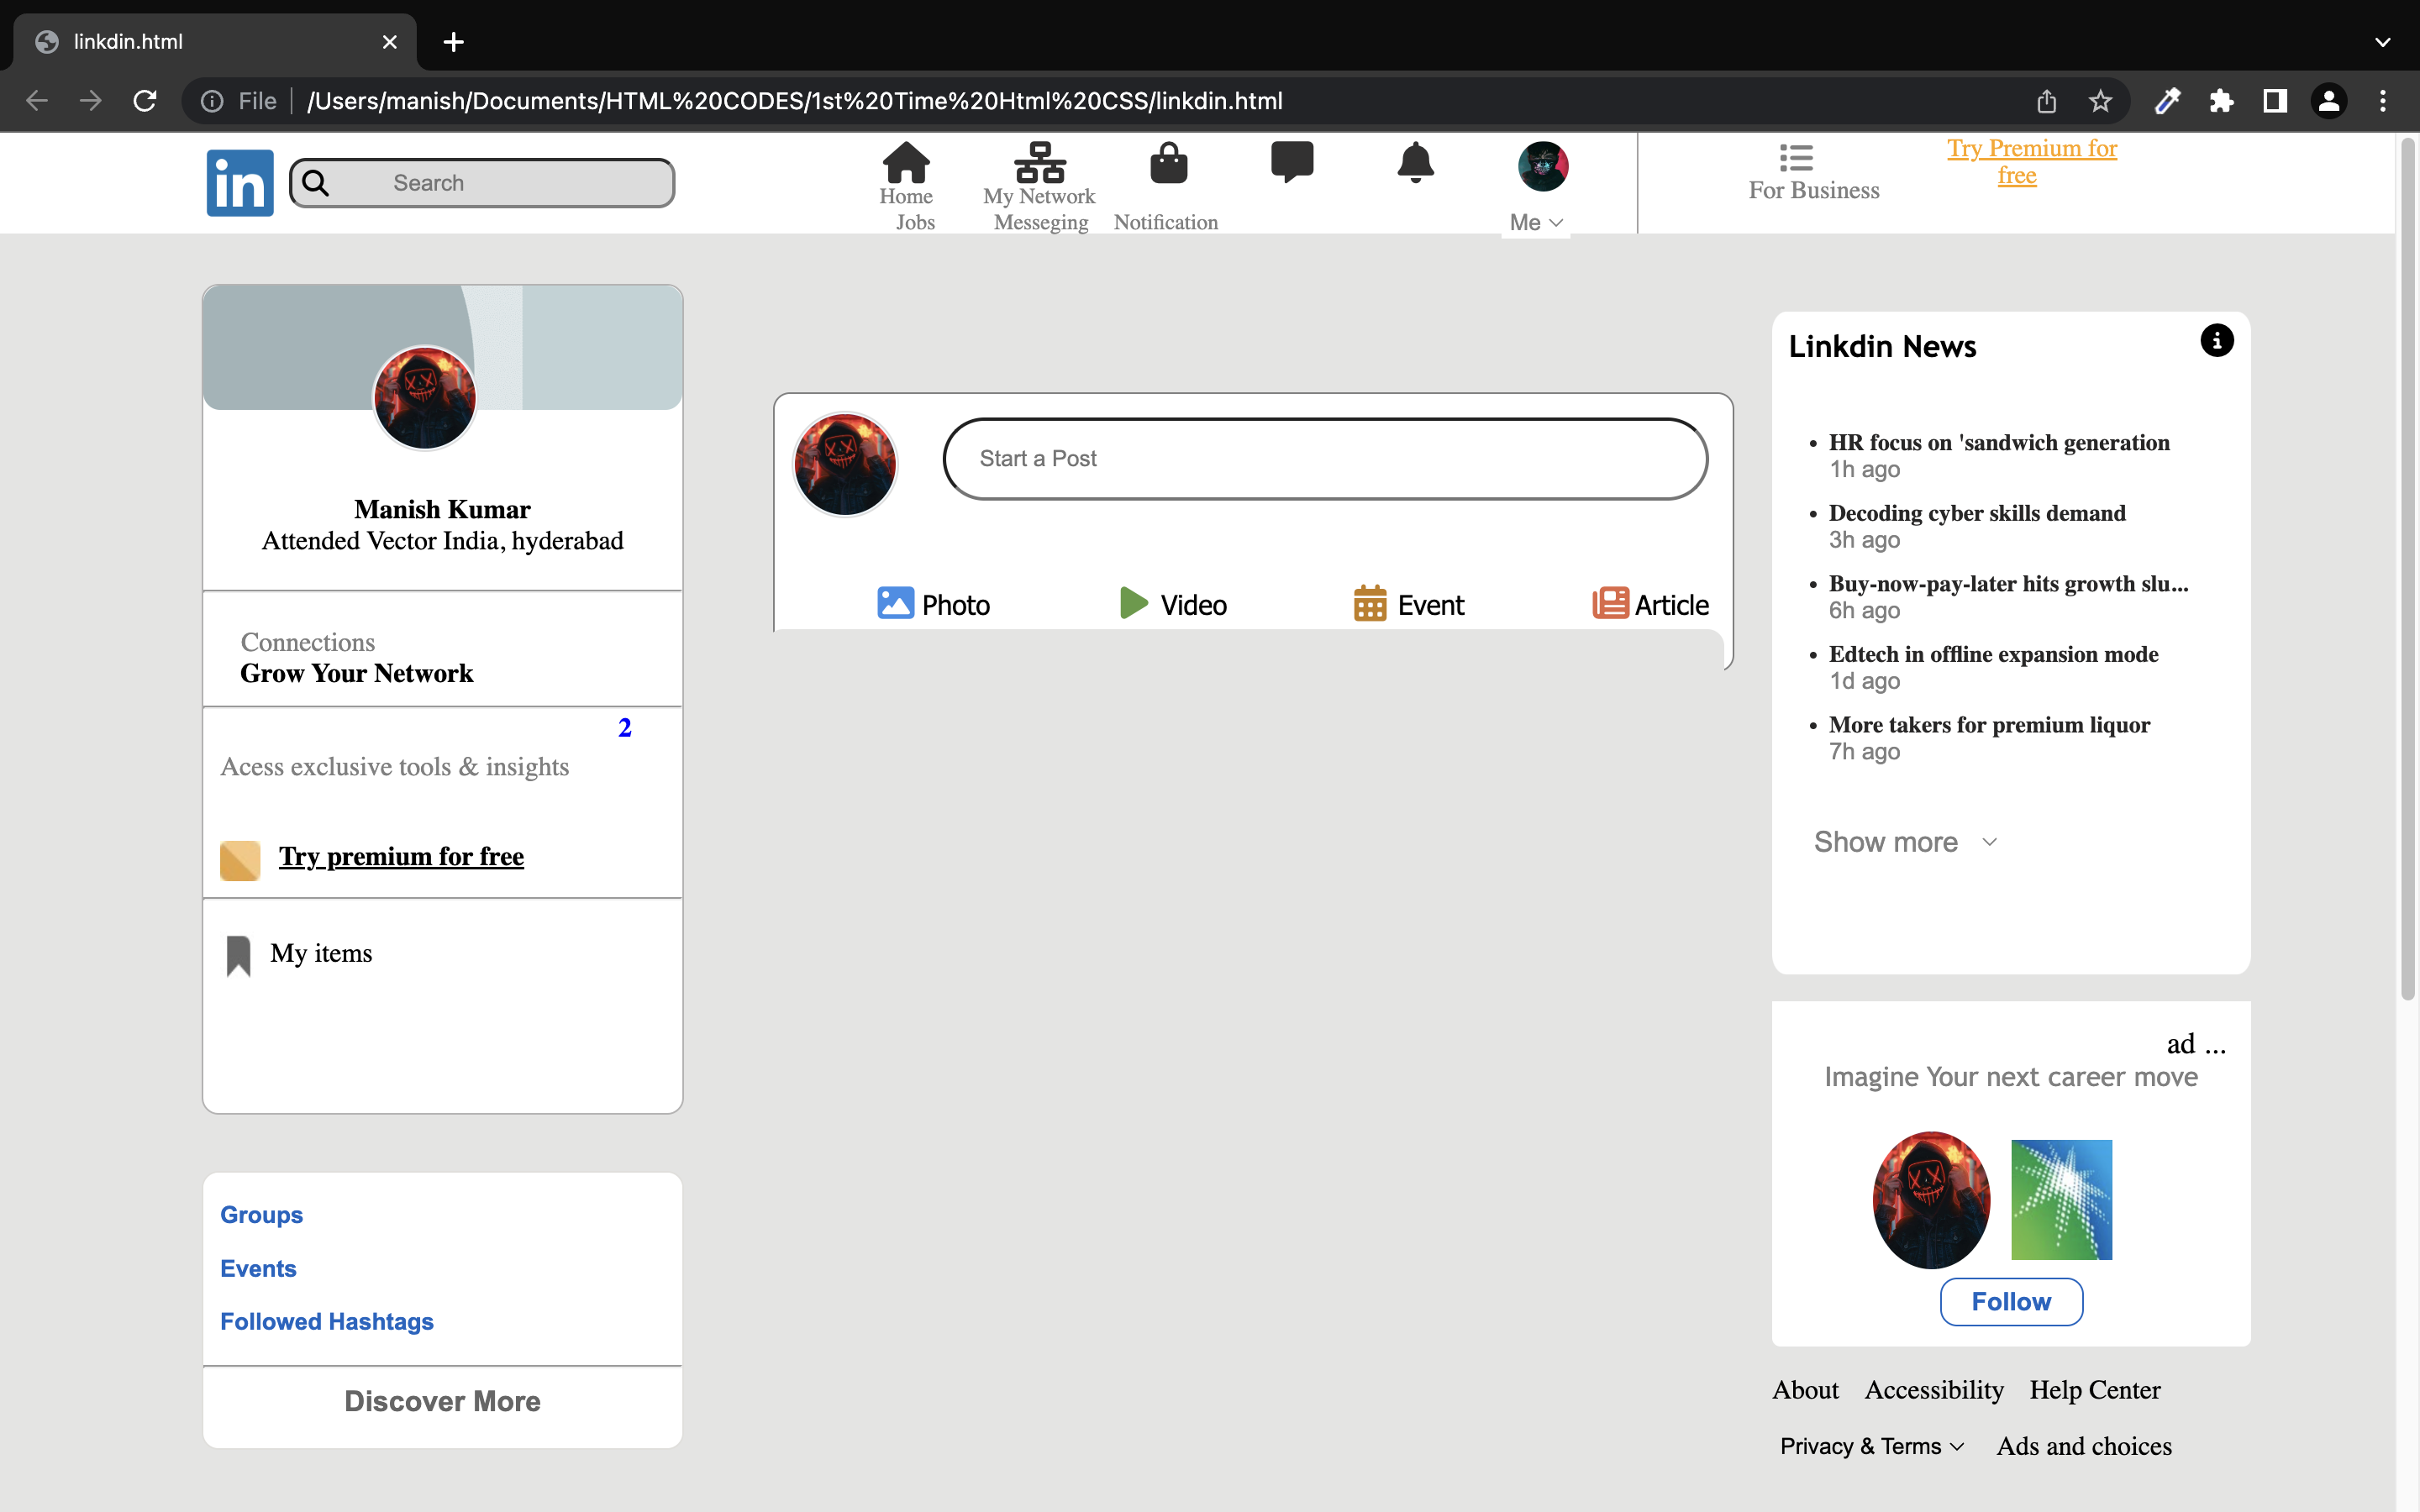 linkdin.html
File /Users/manish/Documents/HTML%20CODES/1st%20Time%20Html%20CSS/linkdin.html
in
Search
Home
My Network
Jobs
Messeging
Notification
Me
For Business
Try Premium for
free
Manish Kumar
Attended Vector India, hyderabad
Connections
Grow Your Network
2
Acess exclusive tools & insights
Try premium for free
My items
Groups
Events
Followed Hashtags
Discover More
Start a Post
Photo
Video
Event
Article
Linkdin News
• HR focus on 'sandwich generation
1h ago
• Decoding cyber skills demand
3h ago
• Buy-now-pay-later hits growth slu...
6h ago
• Edtech in offline expansion mode
1d ago
• More takers for premium liquor
7h ago
Show more
ad ...
Imagine Your next career move
Follow
About Accessibility Help Center
Privacy & Terms Ads and choices